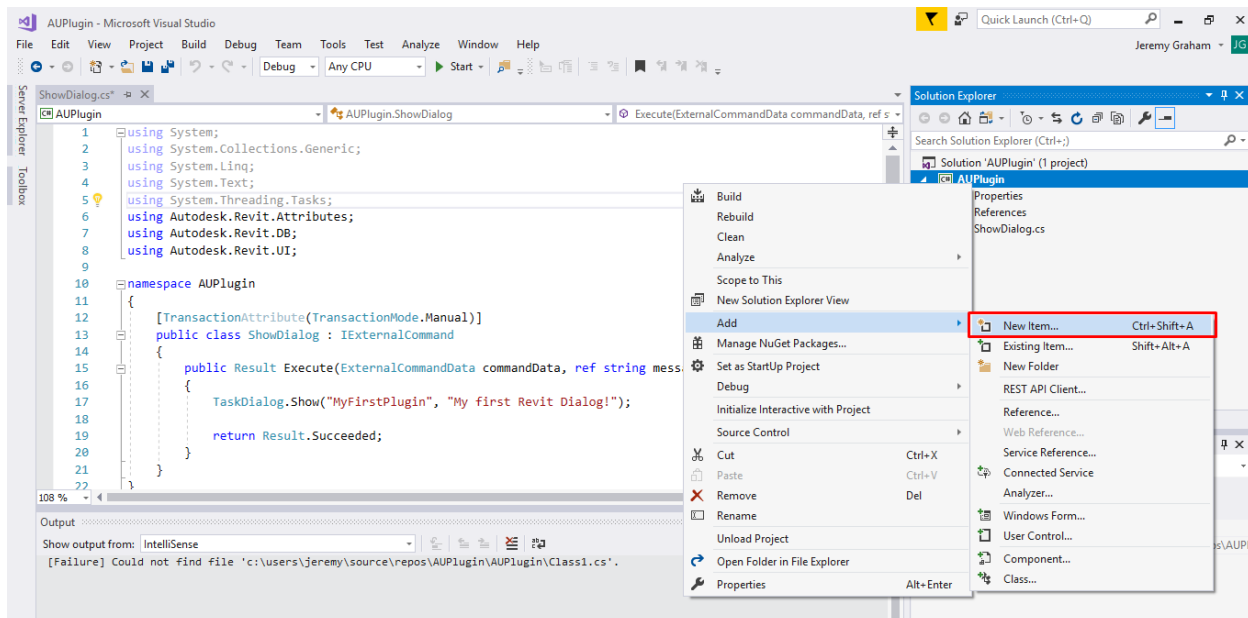 AUPlugin - Microsoft Visual Studio
Quick Launch (Ctrl+Q)
File Edit View Project Build Debug Team Tools Test Analyze Window Help
Jeremy Graham JG
Debug Any CPU Start
Server Explorer
Toolbox
ShowDialog.cs*
C# AUPlugin AUPlugin.ShowDialog Execute(ExternalCommandData commandData, ref s
1 using System;
2 using System.Collections.Generic;
3 using System.Linq;
4 using System.Text;
5 using System.Threading.Tasks;
6 using Autodesk.Revit.Attributes;
7 using Autodesk.Revit.DB;
8 using Autodesk.Revit.UI;
9
10 namespace AUPlugin
11 {
12 [TransactionAttribute(TransactionMode.Manual)]
13 public class ShowDialog : IExternalCommand
14 {
15 public Result Execute(ExternalCommandData commandData, ref string mess
16 {
17 TaskDialog.Show("MyFirstPlugin", "My first Revit Dialog!");
18
19 return Result.Succeeded;
20 }
21 }
22 }
108 %
Output
Show output from: IntelliSense
[Failure] Could not find file 'c:\users\jeremy\source\repos\AUPlugin\AUPlugin\Class1.cs'.
Solution Explorer
Search Solution Explorer (Ctrl+;)
Solution 'AUPlugin' (1 project)
C# AUPlugin
Properties
References
ShowDialog.cs
Build
Rebuild
Clean
Analyze
Scope to This
New Solution Explorer View
Add
Manage NuGet Packages...
Set as StartUp Project
Debug
Initialize Interactive with Project
Source Control
Cut Ctrl+X
Paste Ctrl+V
Remove Del
Rename
Unload Project
Open Folder in File Explorer
Properties Alt+Enter
New Item... Ctrl+Shift+A
Existing Item... Shift+Alt+A
New Folder
REST API Client...
Reference...
Web Reference...
Service Reference...
Connected Service
Analyzer...
Windows Form...
User Control...
Component...
Class...
os\AUPl